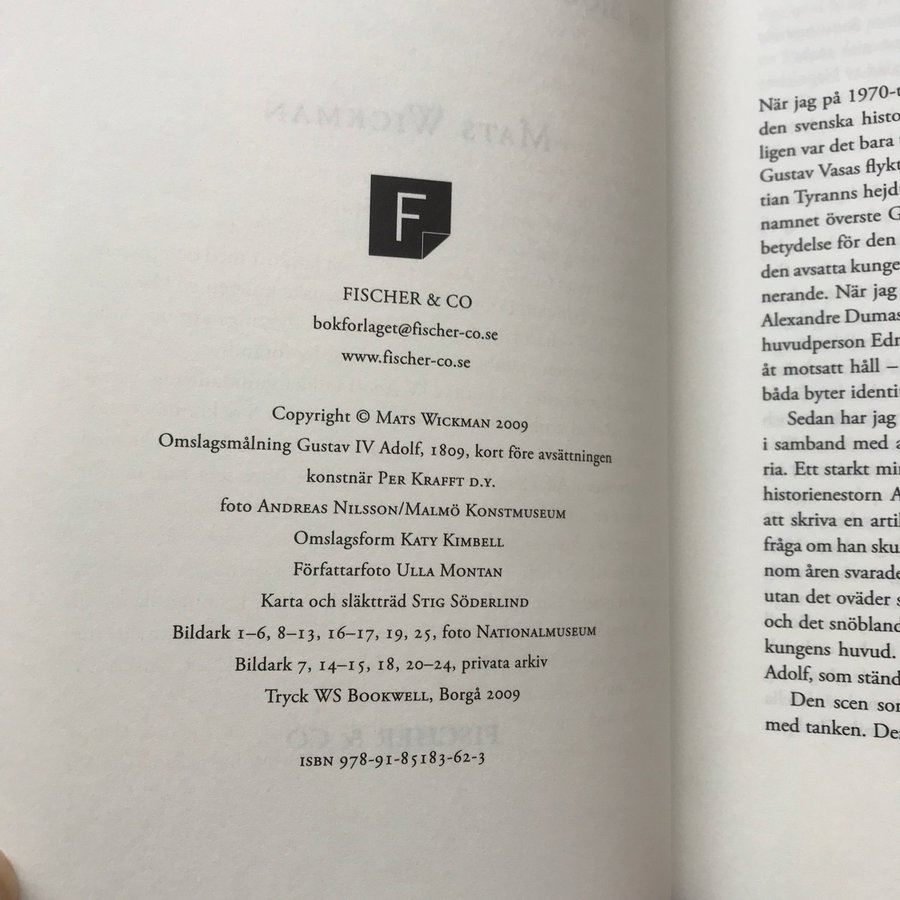 F
FISCHER & CO
bokforlaget@fischer-co.se
www.fischer-co.se
Copyright © Mats Wickman 2009
Omslagsmålning Gustav IV Adolf, 1809, kort före avsättningen
konstnär Per Krafft d.y.
foto Andreas Nilsson/Malmö Konstmuseum
Omslagsform Katy Kimbell
Författarfoto Ulla Montan
Karta och släktträd Stig Söderlind
Bildark 1–6, 8–13, 16–17, 19, 25, foto Nationalmuseum
Bildark 7, 14–15, 18, 20–24, privata arkiv
Tryck WS Bookwell, Borgå 2009
ISBN 978-91-85183-62-3
När jag på 1970-t
den svenska histo
ligen var det bara
Gustav Vasas flykt
tian Tyranns hejd
namnet överste G
betydelse för den
den avsatta kunge
nerande. När jag
Alexandre Dumas
huvudperson Edm
åt motsatt håll –
båda byter identit
Sedan har jag
i samband med a
ria. Ett starkt min
historienestorn A
att skriva en arti
fråga om han sku
nom åren svarade
utan det oväder s
och det snöbland
kungens huvud.
Adolf, som ständ
Den scen som
med tanken. De